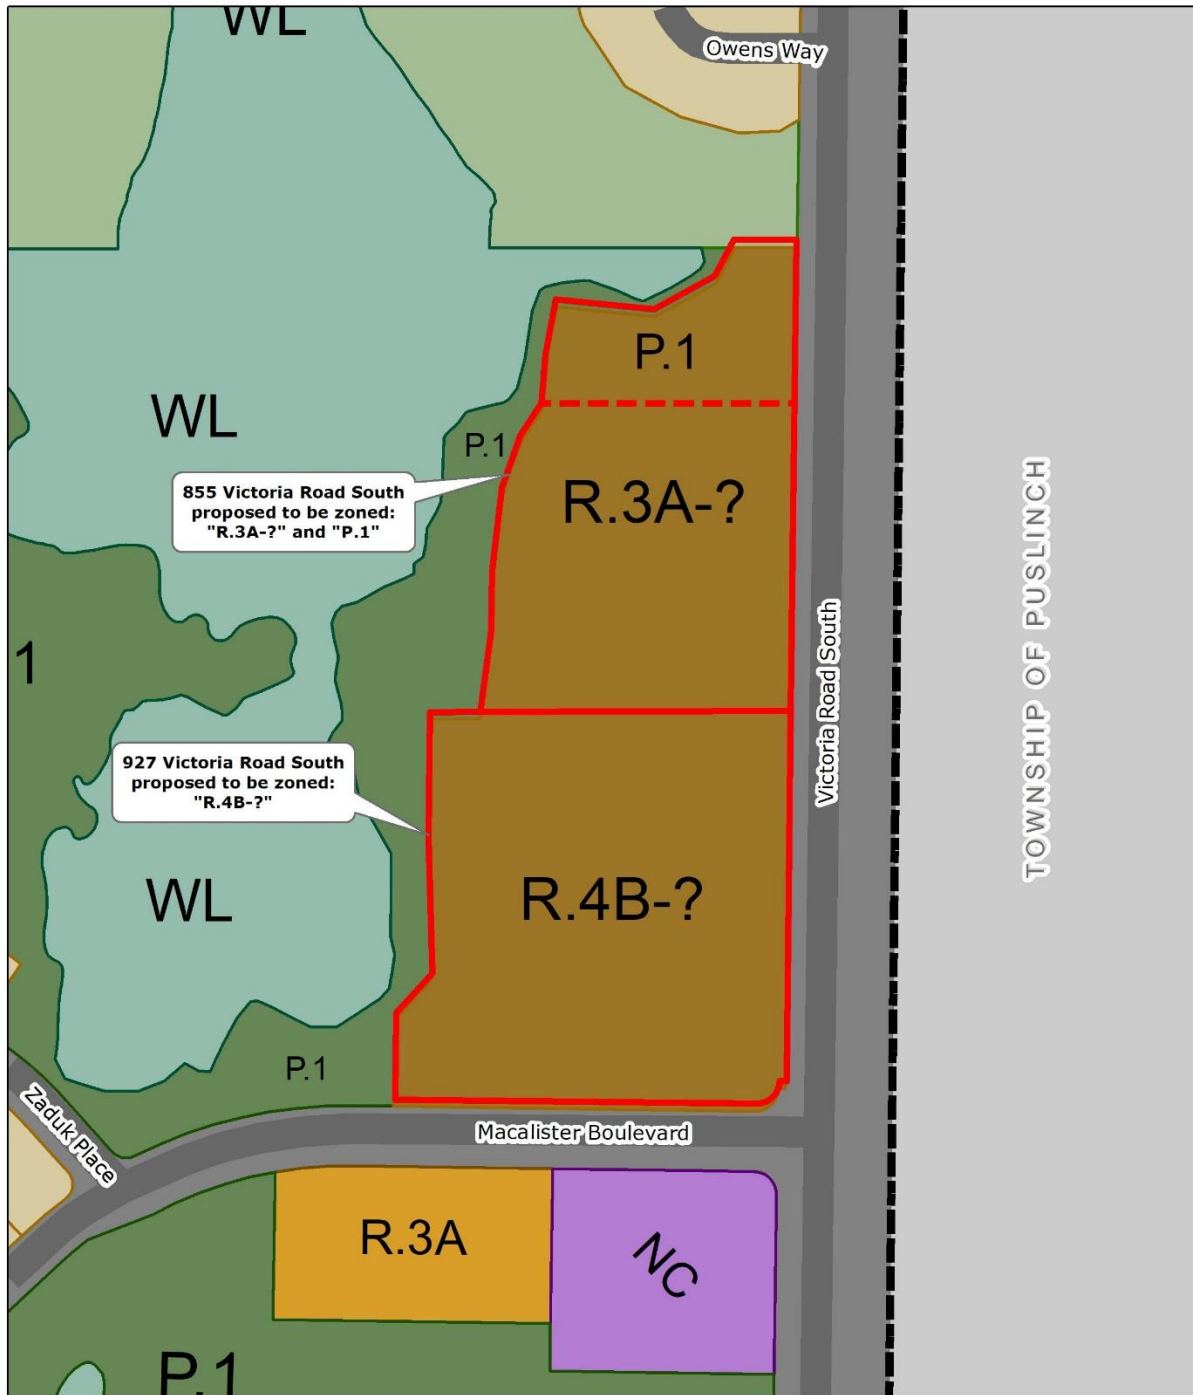 WL
Owens Way
P.1
WL
P.1
855 Victoria Road South
proposed to be zoned:
"R.3A-?" and "P.1"
R.3A-?
TOWNSHIP OF PUSLINCH
1
Victoria Road South
927 Victoria Road South
proposed to be zoned:
"R.4B-?"
WL
R.4B-?
P.1
Zaduk Place
Macalister Boulevard
R.3A
NC
P.1